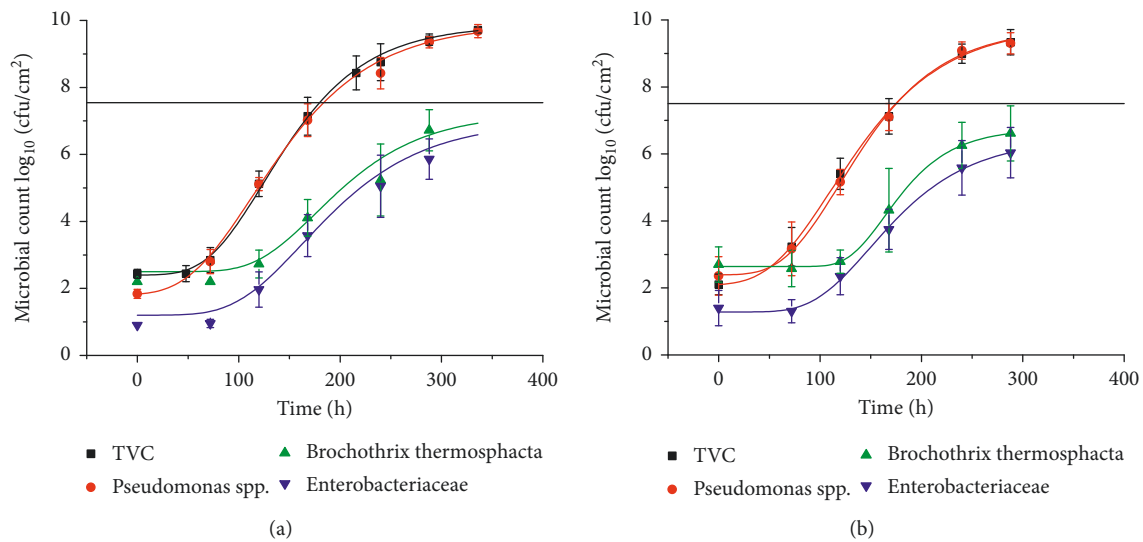 10
8
6
4
2
0
Microbial count log10 (cfu/cm2)
0 100 200 300 400
Time (h)
TVC
Pseudomonas spp.
Brochothrix thermosphacta
Enterobacteriaceae
(a)
10
8
6
4
2
0
Microbial count log10 (cfu/cm2)
0 100 200 300 400
Time (h)
TVC
Pseudomonas spp.
Brochothrix thermosphacta
Enterobacteriaceae
(b)